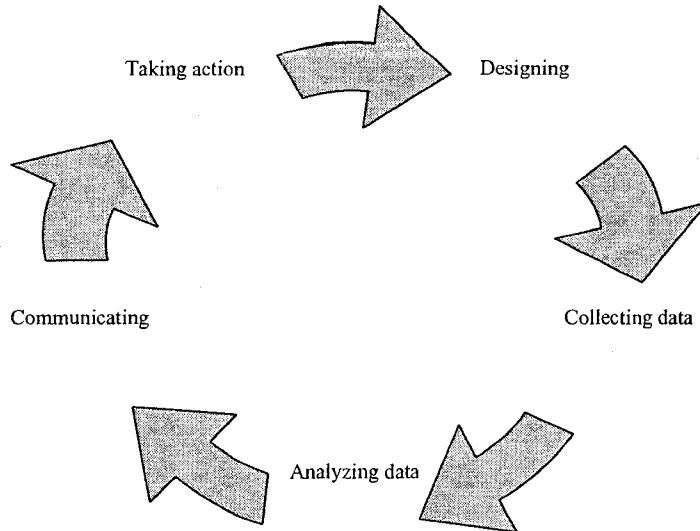 Taking action
Designing
Communicating
Collecting data
Analyzing data